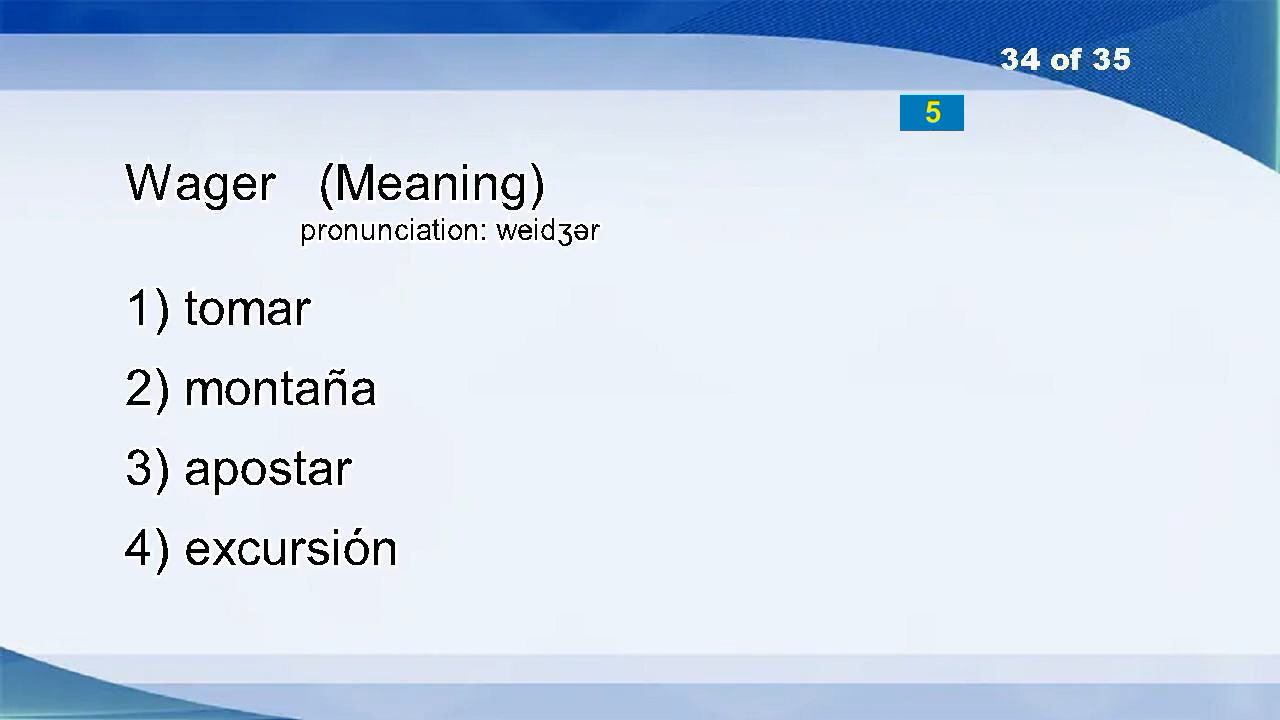 34 of 35
5
Wager (Meaning)
pronunciation: weidʒər
1) tomar
2) montaña
3) apostar
4) excursión